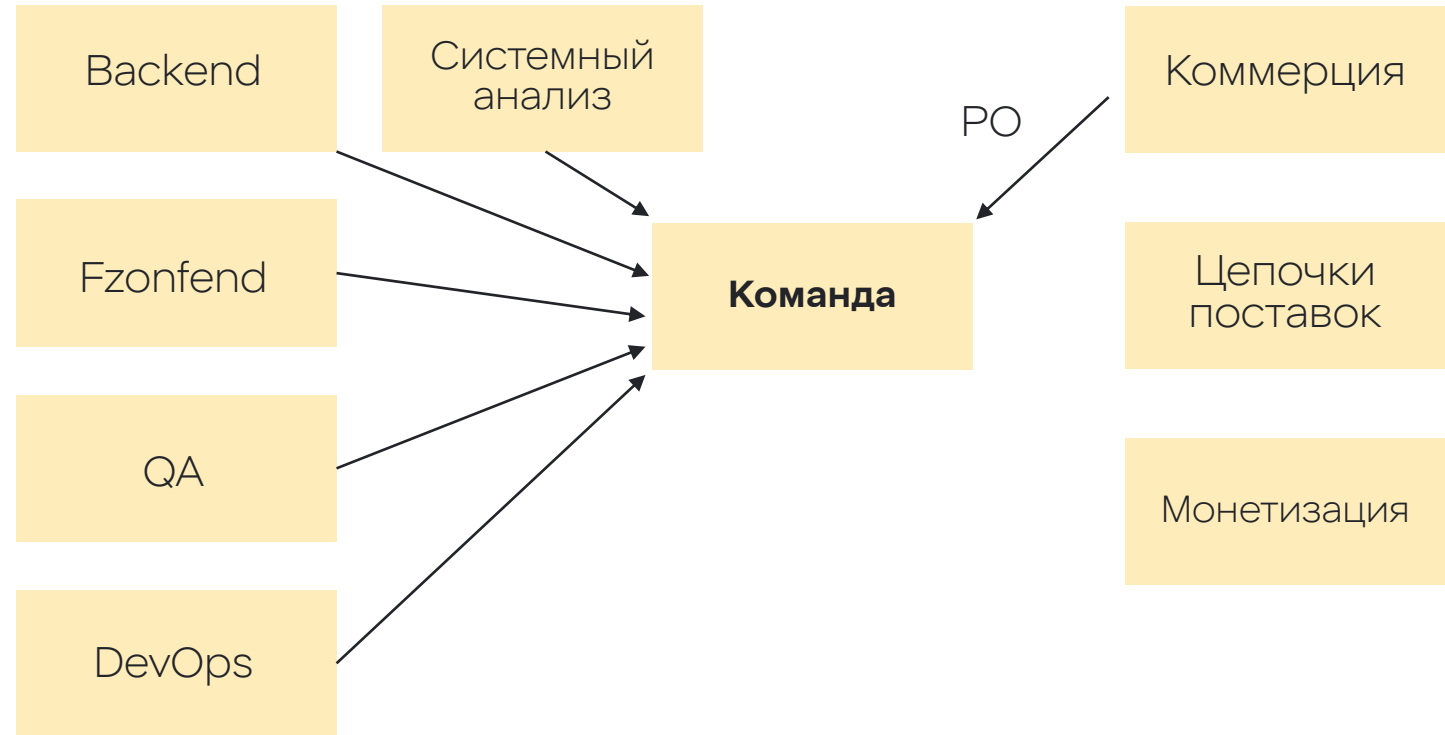 Backend
Системный
анализ
PO
Коммерция
Fzonfend
Команда
Цепочки
поставок
QA
Монетизация
DevOps